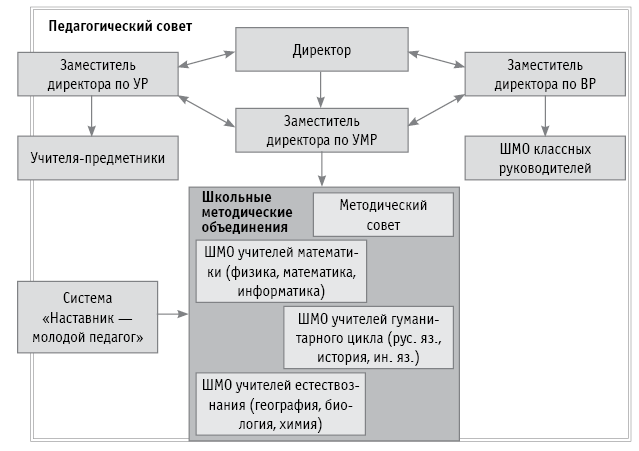 Педагогический совет
Директор
Заместитель
директора по УР
Заместитель
директора по ВР
Заместитель
директора по УМР
Учителя-предметники
ШМО классных
руководителей
Школьные
методические
объединения
Методический
совет
ШМО учителей математи-
ки (физика, математика,
информатика)
Система
«Наставник —
молодой педагог»
ШМО учителей гумани-
тарного цикла (рус. яз.,
история, ин. яз.)
ШМО учителей естествоз-
нания (география, био-
логия, химия)